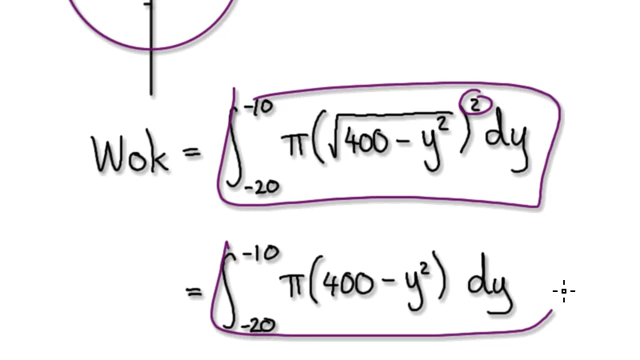 Wok = ∫_{-20}^{-10} π(√(400 - y²))² dy
= ∫_{-20}^{-10} π(400 - y²) dy